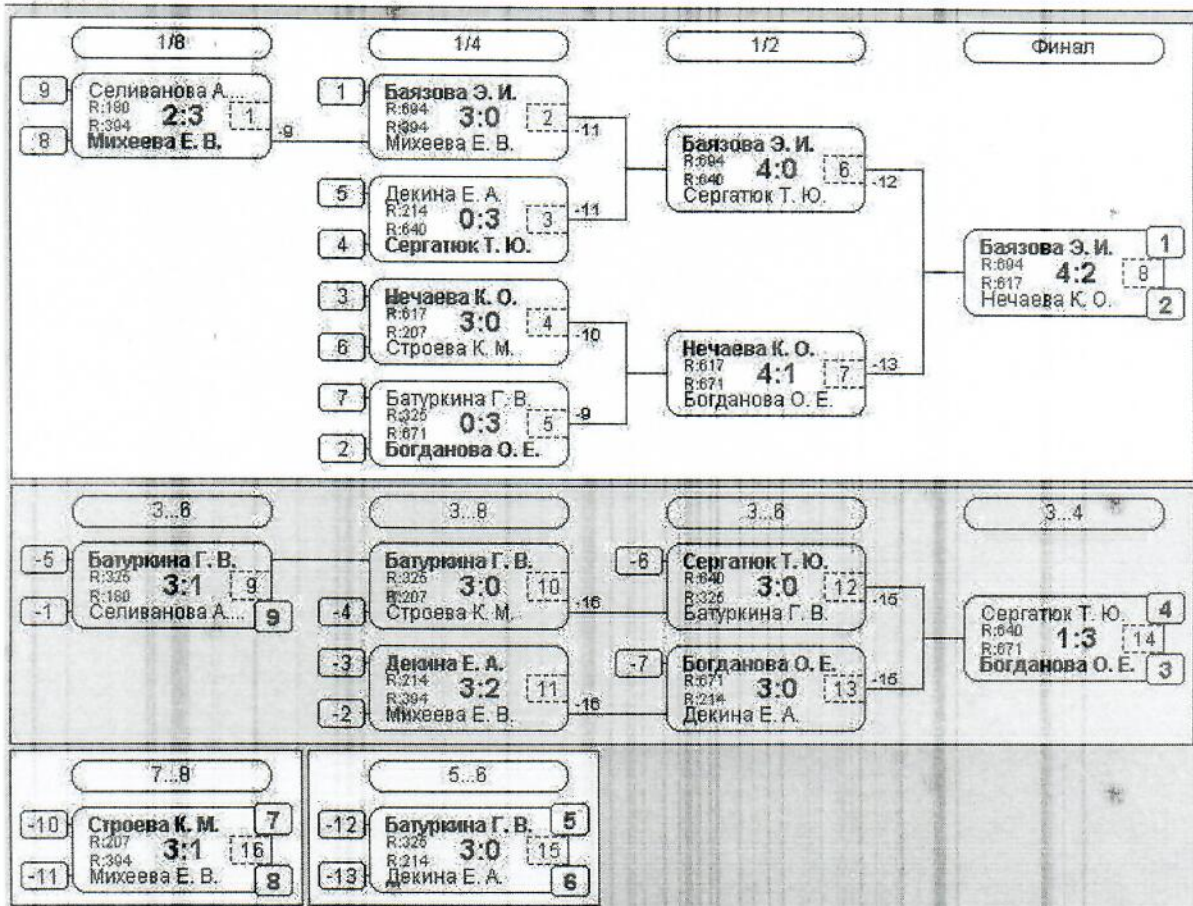 1/8
1/4
1/2
Финал
9
Селиванова А....
R:180
R:394
2:3
1
-9
8
Михеева Е. В.
1
Баязова Э. И.
R:694
R:394
3:0
2
-11
Михеева Е. В.
5
Декина Е. А.
R:214
R:640
0:3
3
-11
4
Сергатюк Т. Ю.
3
Нечаева К. О.
R:617
R:207
3:0
4
-10
6
Строева К. М.
7
Батуркина Г. В.
R:325
R:671
0:3
5
-9
2
Богданова О. Е.
Баязова Э. И.
R:694
R:640
4:0
6
-12
Сергатюк Т. Ю.
Нечаева К. О.
R:617
R:671
4:1
7
-13
Богданова О. Е.
Баязова Э. И.
1
R:694
R:617
4:2
8
Нечаева К. О.
2
3...6
3...8
3...6
3...4
-5
Батуркина Г. В.
R:325
R:180
3:1
9
-1
Селиванова А....
9
Батуркина Г. В.
R:325
R:207
3:0
10
-16
-4
Строева К. М.
-3
Декина Е. А.
R:214
R:394
3:2
11
-16
-2
Михеева Е. В.
-6
Сергатюк Т. Ю.
R:640
R:325
3:0
12
-15
Батуркина Г. В.
-7
Богданова О. Е.
R:671
R:214
3:0
13
-15
Декина Е. А.
Сергатюк Т. Ю.
4
R:640
R:671
1:3
14
Богданова О. Е.
3
7...8
5...6
-10
Строева К. М.
7
R:207
R:394
3:1
16
-11
Михеева Е. В.
8
-12
Батуркина Г. В.
5
R:325
R:214
3:0
15
-13
Декина Е. А.
6